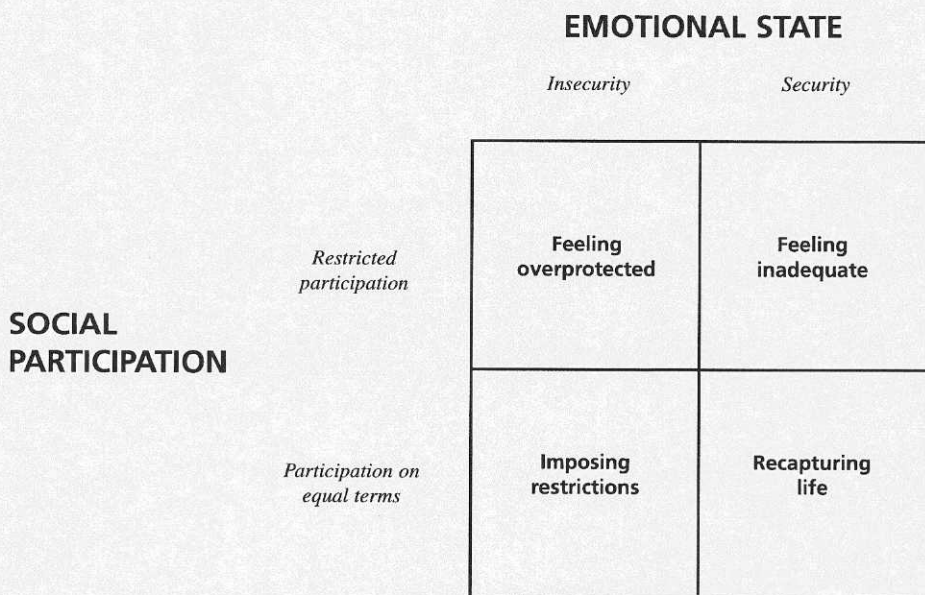 EMOTIONAL STATE
Insecurity
Security
Restricted
participation
Feeling
overprotected
Feeling
inadequate
SOCIAL
PARTICIPATION
Participation on
equal terms
Imposing
restrictions
Recapturing
life